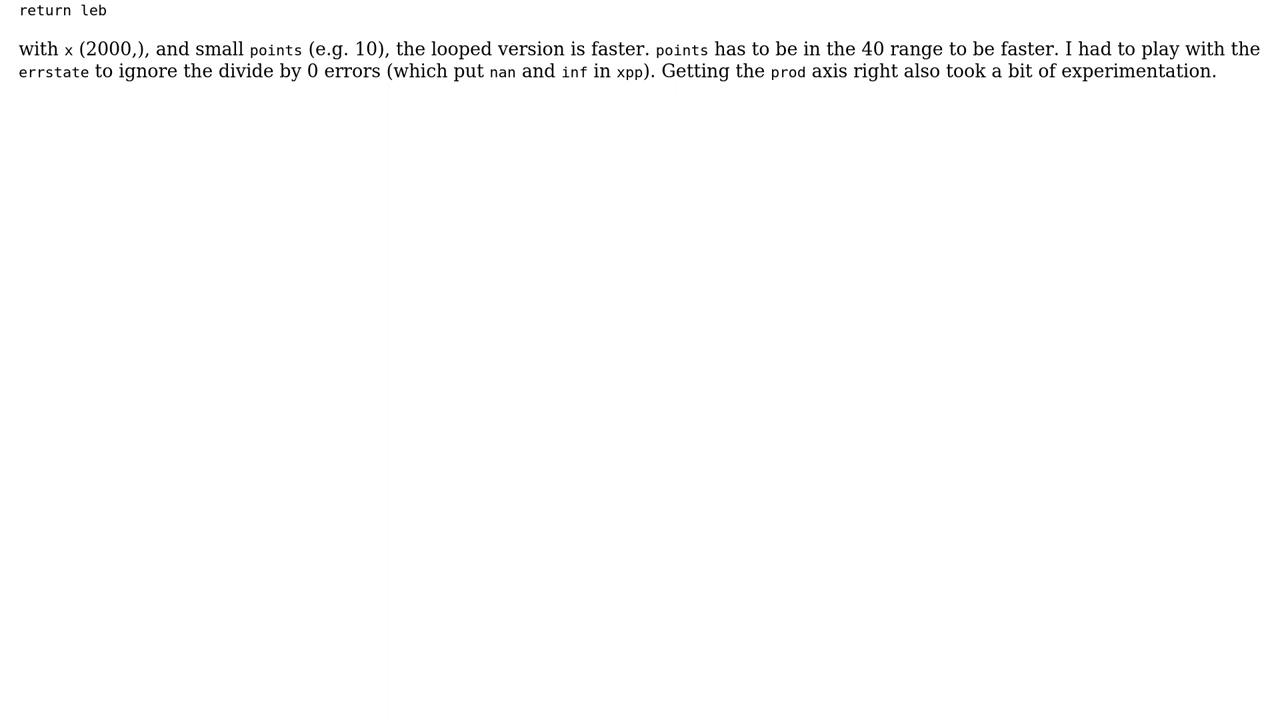 return leb
with x (2000,), and small points (e.g. 10), the looped version is faster. points has to be in the 40 range to be faster. I had to play with the
errstate to ignore the divide by 0 errors (which put nan and inf in xpp). Getting the prod axis right also took a bit of experimentation.